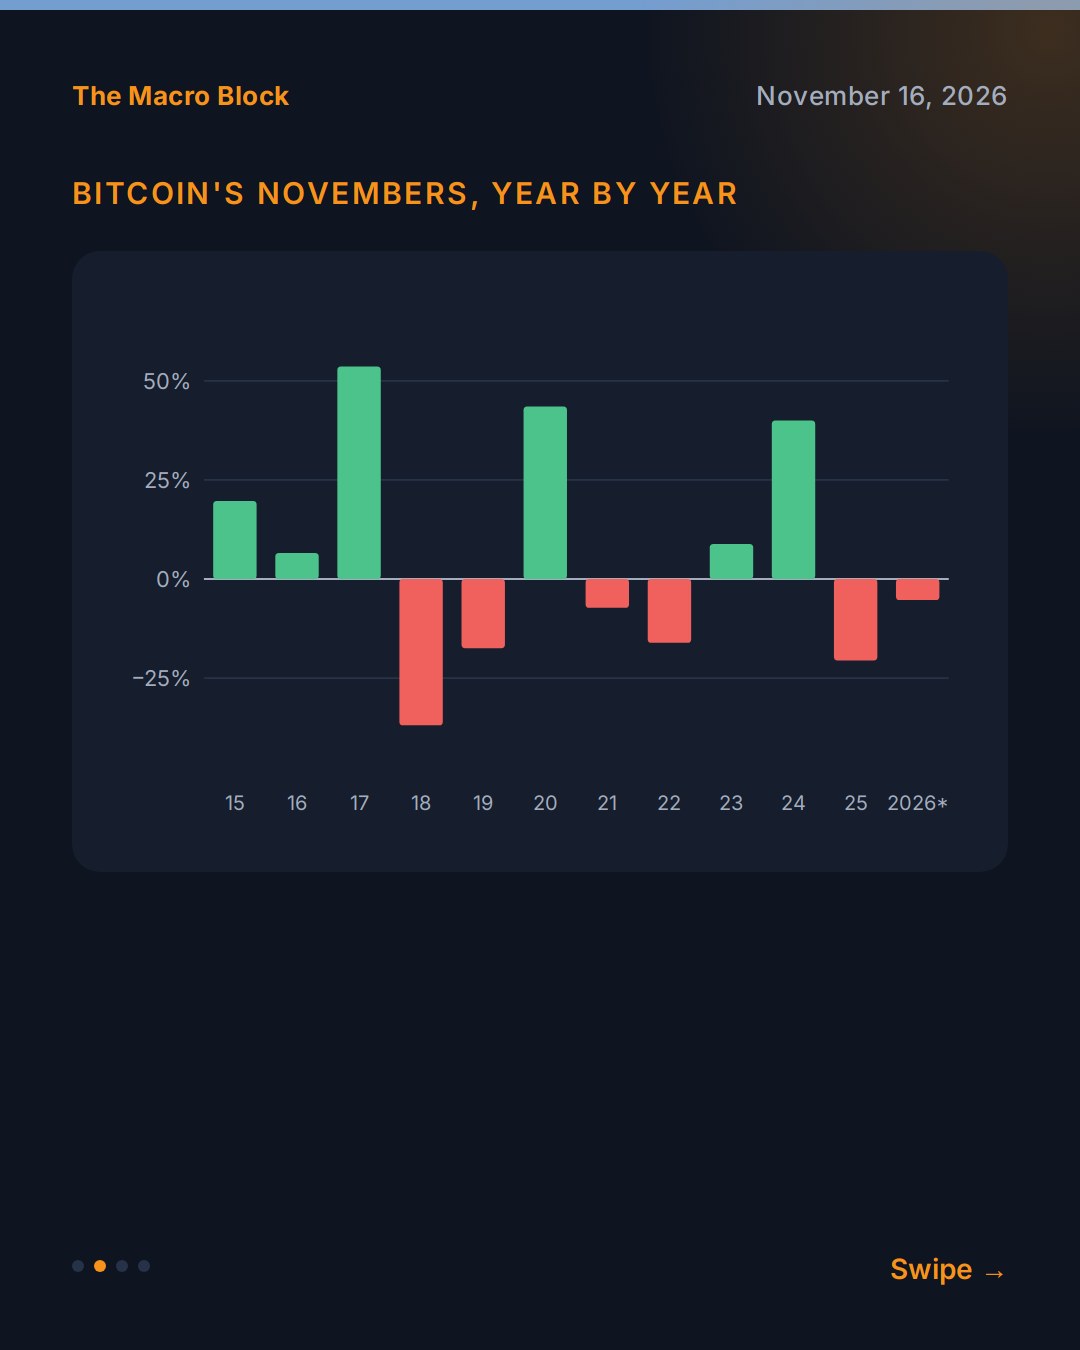 The Macro Block
November 16, 2026
BITCOIN'S NOVEMBERS, YEAR BY YEAR
50%
25%
0%
−25%
15 16 17 18 19 20 21 22 23 24 25 2026*
Swipe →